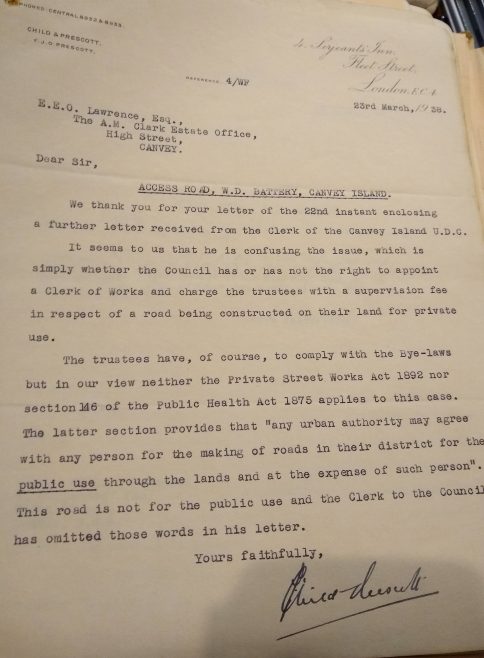 PHONES: CENTRAL 8952 & 8953.
CHILD & PRESCOTT.
F. J. O. PRESCOTT.
4. Serjeants' Inn,
Fleet Street,
London, E.C.4
REFERENCE 4/WF
23rd March, 1938.
E.E.O. Lawrence, Esq.,
The A.M. Clark Estate Office,
High Street,
CANVEY.
Dear Sir,
ACCESS ROAD, W.D. BATTERY, CANVEY ISLAND.
We thank you for your letter of the 22nd instant enclosing
a further letter received from the Clerk of the Canvey Island U.D.C.
It seems to us that he is confusing the issue, which is
simply whether the Council has or has not the right to appoint
a Clerk of Works and charge the trustees with a supervision fee
in respect of a road being constructed on their land for private
use.
The trustees have, of course, to comply with the Bye-laws
but in our view neither the Private Street Works Act 1892 nor
section 146 of the Public Health Act 1875 applies to this case.
The latter section provides that "any urban authority may agree
with any person for the making of roads in their district for the
public use through the lands and at the expense of such person".
This road is not for the public use and the Clerk to the Council
has omitted those words in his letter.
Yours faithfully,
Child & Prescott